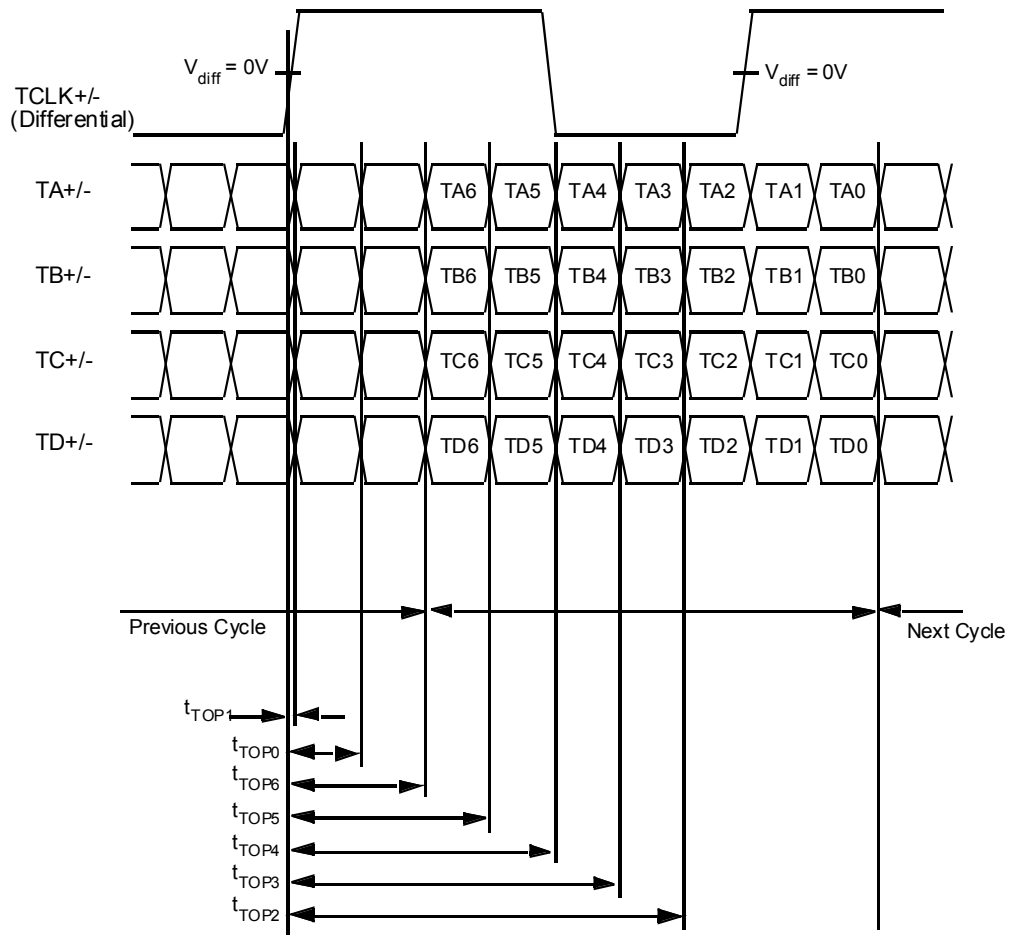 V_diff = 0V
V_diff = 0V
TCLK+/-
(Differential)
TA+/-
TA6 TA5 TA4 TA3 TA2 TA1 TA0
TB+/-
TB6 TB5 TB4 TB3 TB2 TB1 TB0
TC+/-
TC6 TC5 TC4 TC3 TC2 TC1 TC0
TD+/-
TD6 TD5 TD4 TD3 TD2 TD1 TD0
Previous Cycle
Next Cycle
t_TOP1
t_TOP0
t_TOP6
t_TOP5
t_TOP4
t_TOP3
t_TOP2